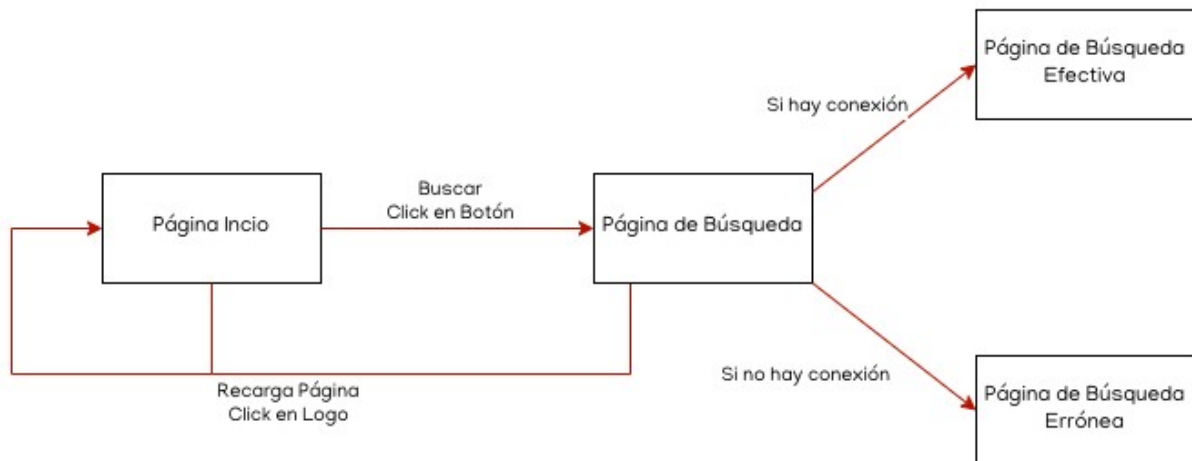 Página de Búsqueda
Efectiva
Si hay conexión
Buscar
Click en Botón
Página Incio
Página de Búsqueda
Si no hay conexión
Recarga Página
Click en Logo
Página de Búsqueda
Errónea